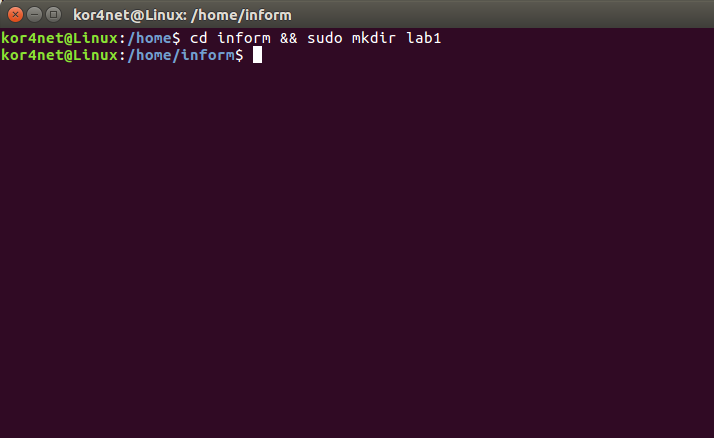 kor4net@Linux: /home/inform
kor4net@Linux:/home$ cd inform && sudo mkdir lab1
kor4net@Linux:/home/inform$